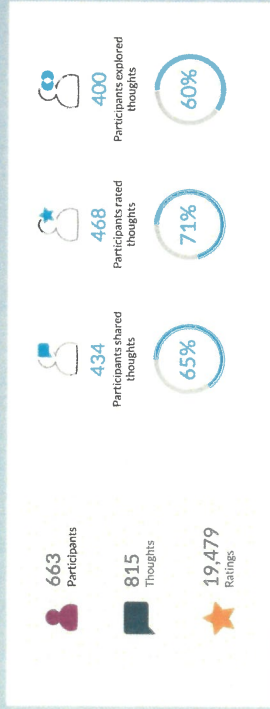 663
Participants
815
Thoughts
19,479
Ratings
434
Participants shared
thoughts
65%
468
Participants rated
thoughts
71%
400
Participants explored
thoughts
60%